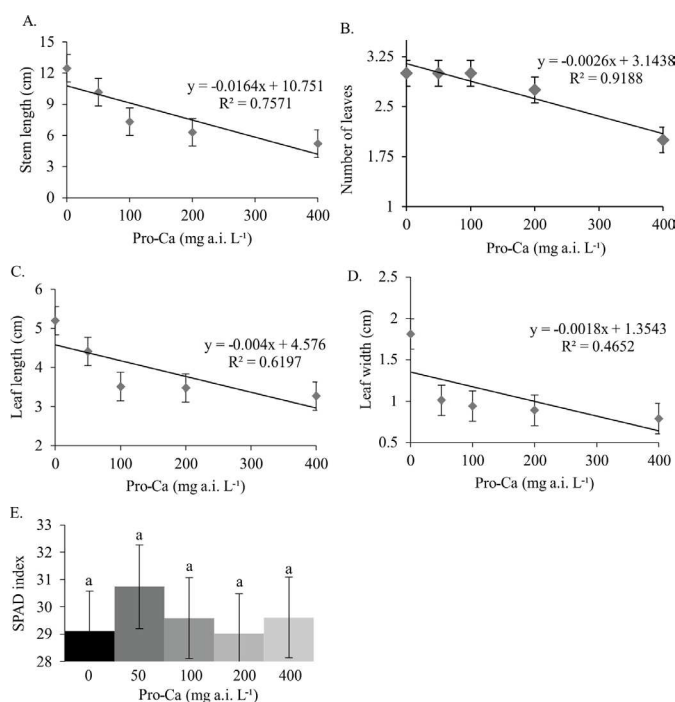 A.
15
12
9
6
3
0
Stem length (cm)
y = -0.0164x + 10.751
R² = 0.7571
0 100 200 300 400
Pro-Ca (mg a.i. L⁻¹)
B.
3.25
2.5
1.75
1
Number of leaves
y = -0.0026x + 3.1438
R² = 0.9188
0 100 200 300 400
Pro-Ca (mg a.i. L⁻¹)
C.
6
5
4
3
2
Leaf length (cm)
y = -0.004x + 4.576
R² = 0.6197
0 100 200 300 400
Pro-Ca (mg a.i. L⁻¹)
D.
2.5
2
1.5
1
0.5
Leaf width (cm)
y = -0.0018x + 1.3543
R² = 0.4652
0 100 200 300 400
Pro-Ca (mg a.i. L⁻¹)
E.
33
32
31
30
29
28
SPAD index
a a a a a
0 50 100 200 400
Pro-Ca (mg a.i. L⁻¹)